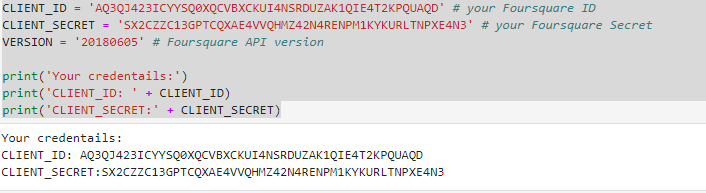 CLIENT_ID = 'AQ3QJ423ICYYSQ0XQCVBXCKUI4NSRDUZAK1QIE4T2KPQUAQD' # your Foursquare ID
CLIENT_SECRET = 'SX2CZZC13GPTCQXAE4VVQHMZ42N4RENPM1KYKURLTNPXE4N3' # your Foursquare Secret
VERSION = '20180605' # Foursquare API version
print('Your credentails:')
print('CLIENT_ID: ' + CLIENT_ID)
print('CLIENT_SECRET:' + CLIENT_SECRET)
Your credentails:
CLIENT_ID: AQ3QJ423ICYYSQ0XQCVBXCKUI4NSRDUZAK1QIE4T2KPQUAQD
CLIENT_SECRET:SX2CZZC13GPTCQXAE4VVQHMZ42N4RENPM1KYKURLTNPXE4N3